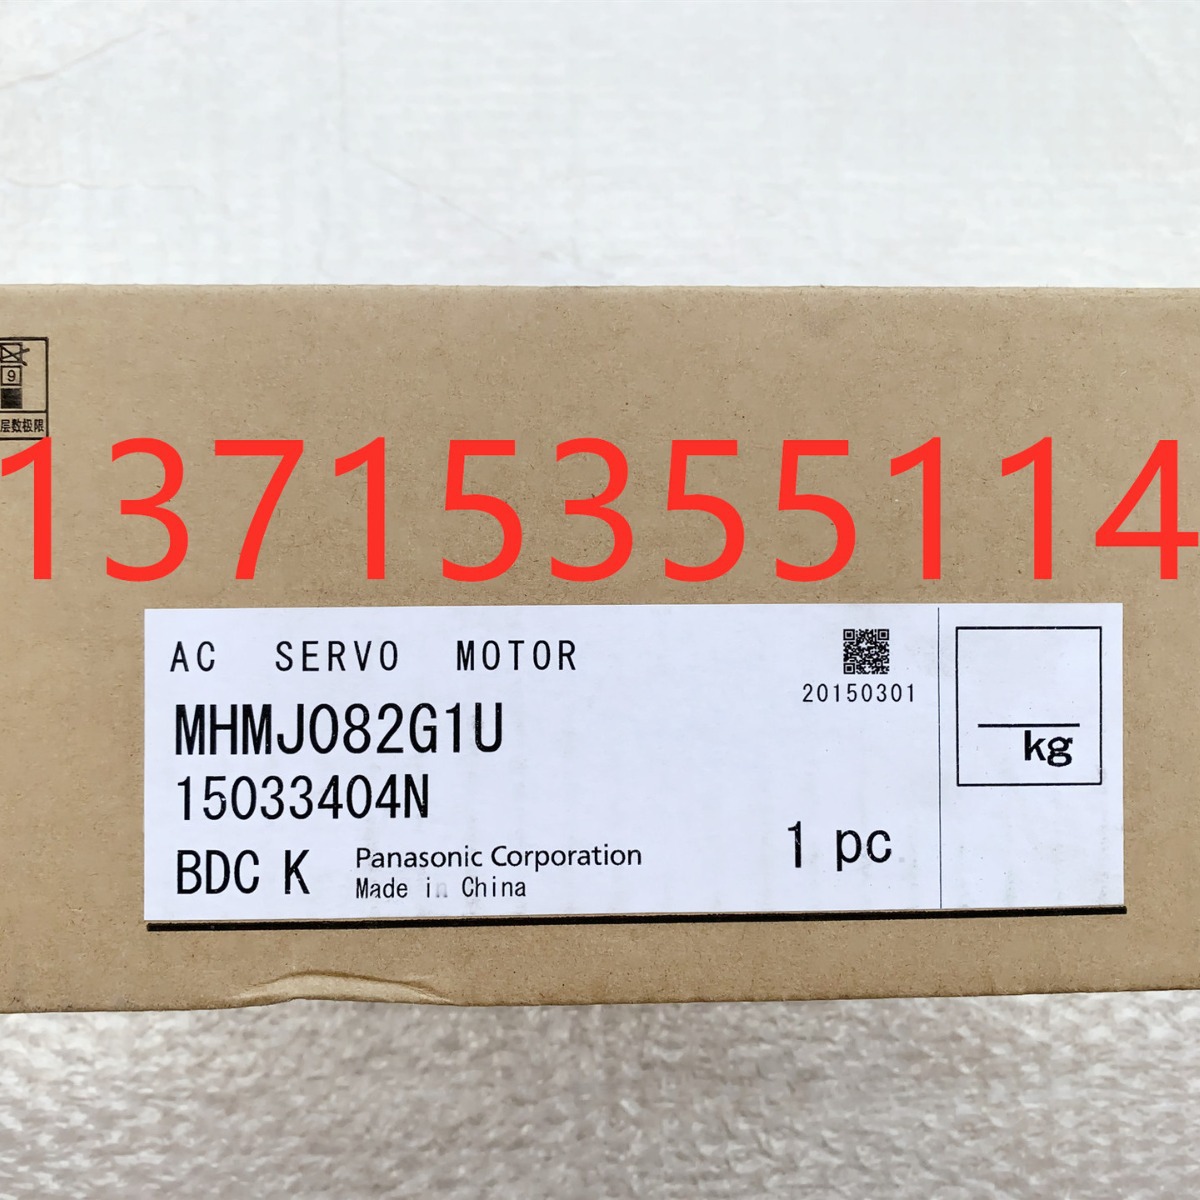 9
层数极限
13715355114
AC SERVO MOTOR
20150301
MHMJ082G1U
15033404N
kg
BDC K
Panasonic Corporation
Made in China
1 pc